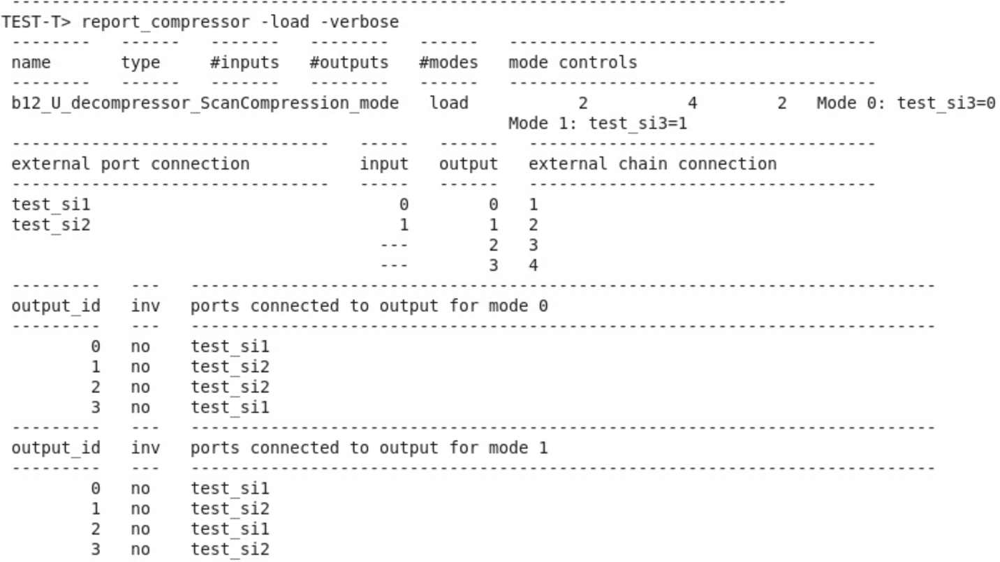 ------------------------------------------------------------------------------
TEST-T> report_compressor -load -verbose
--------   ------   -------   --------   ------   -------------------------------------
name       type     #inputs   #outputs   #modes   mode controls
--------   ------   -------   --------   ------   -------------------------------------
b12_U_decompressor_ScanCompression_mode   load           2          4        2   Mode 0: test_si3=0
                                                  Mode 1: test_si3=1
--------------------------------   -----   ------   -----------------------------------
external port connection           input   output   external chain connection
--------------------------------   -----   ------   -----------------------------------
test_si1                               0        0   1
test_si2                               1        1   2
                                     ---        2   3
                                     ---        3   4
---------   ---   ---------------------------------------------------------------------------
output_id   inv   ports connected to output for mode 0
---------   ---   ---------------------------------------------------------------------------
        0   no    test_si1
        1   no    test_si2
        2   no    test_si2
        3   no    test_si1
---------   ---   ---------------------------------------------------------------------------
output_id   inv   ports connected to output for mode 1
---------   ---   ---------------------------------------------------------------------------
        0   no    test_si1
        1   no    test_si2
        2   no    test_si1
        3   no    test_si2